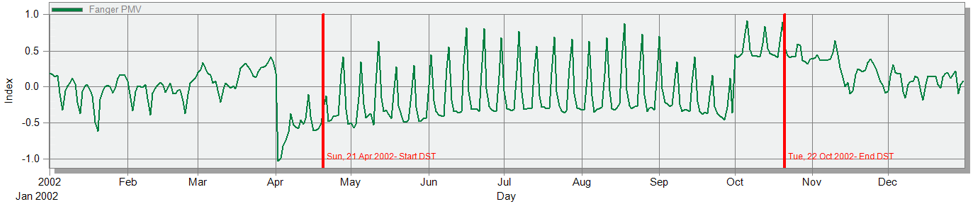 Fanger PMV
1.0
0.5
0.0
-0.5
-1.0
Index
Sun, 21 Apr 2002- Start DST
Tue, 22 Oct 2002- End DST
2002 Feb Mar Apr May Jun Jul Aug Sep Oct Nov Dec
Jan 2002 Day